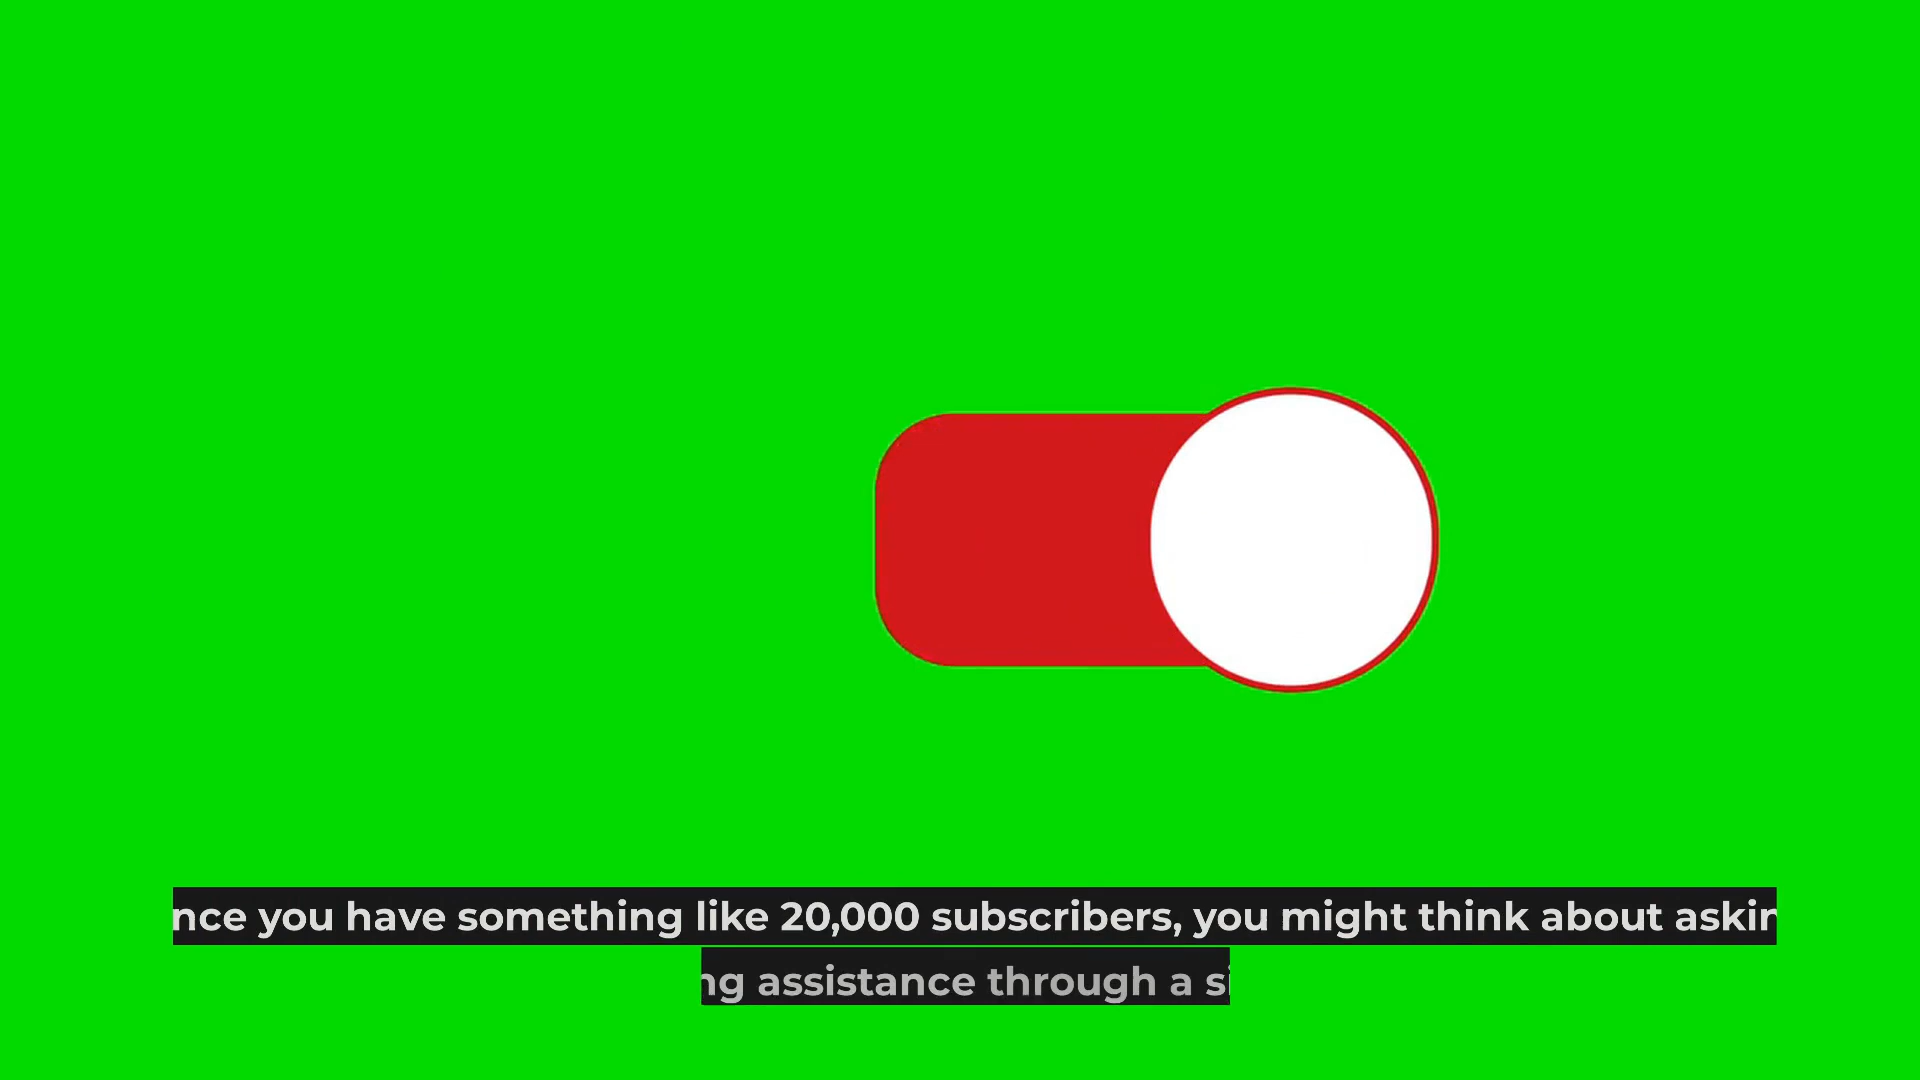 nce you have something like 20,000 subscribers, you might think about askin
ng assistance through a si